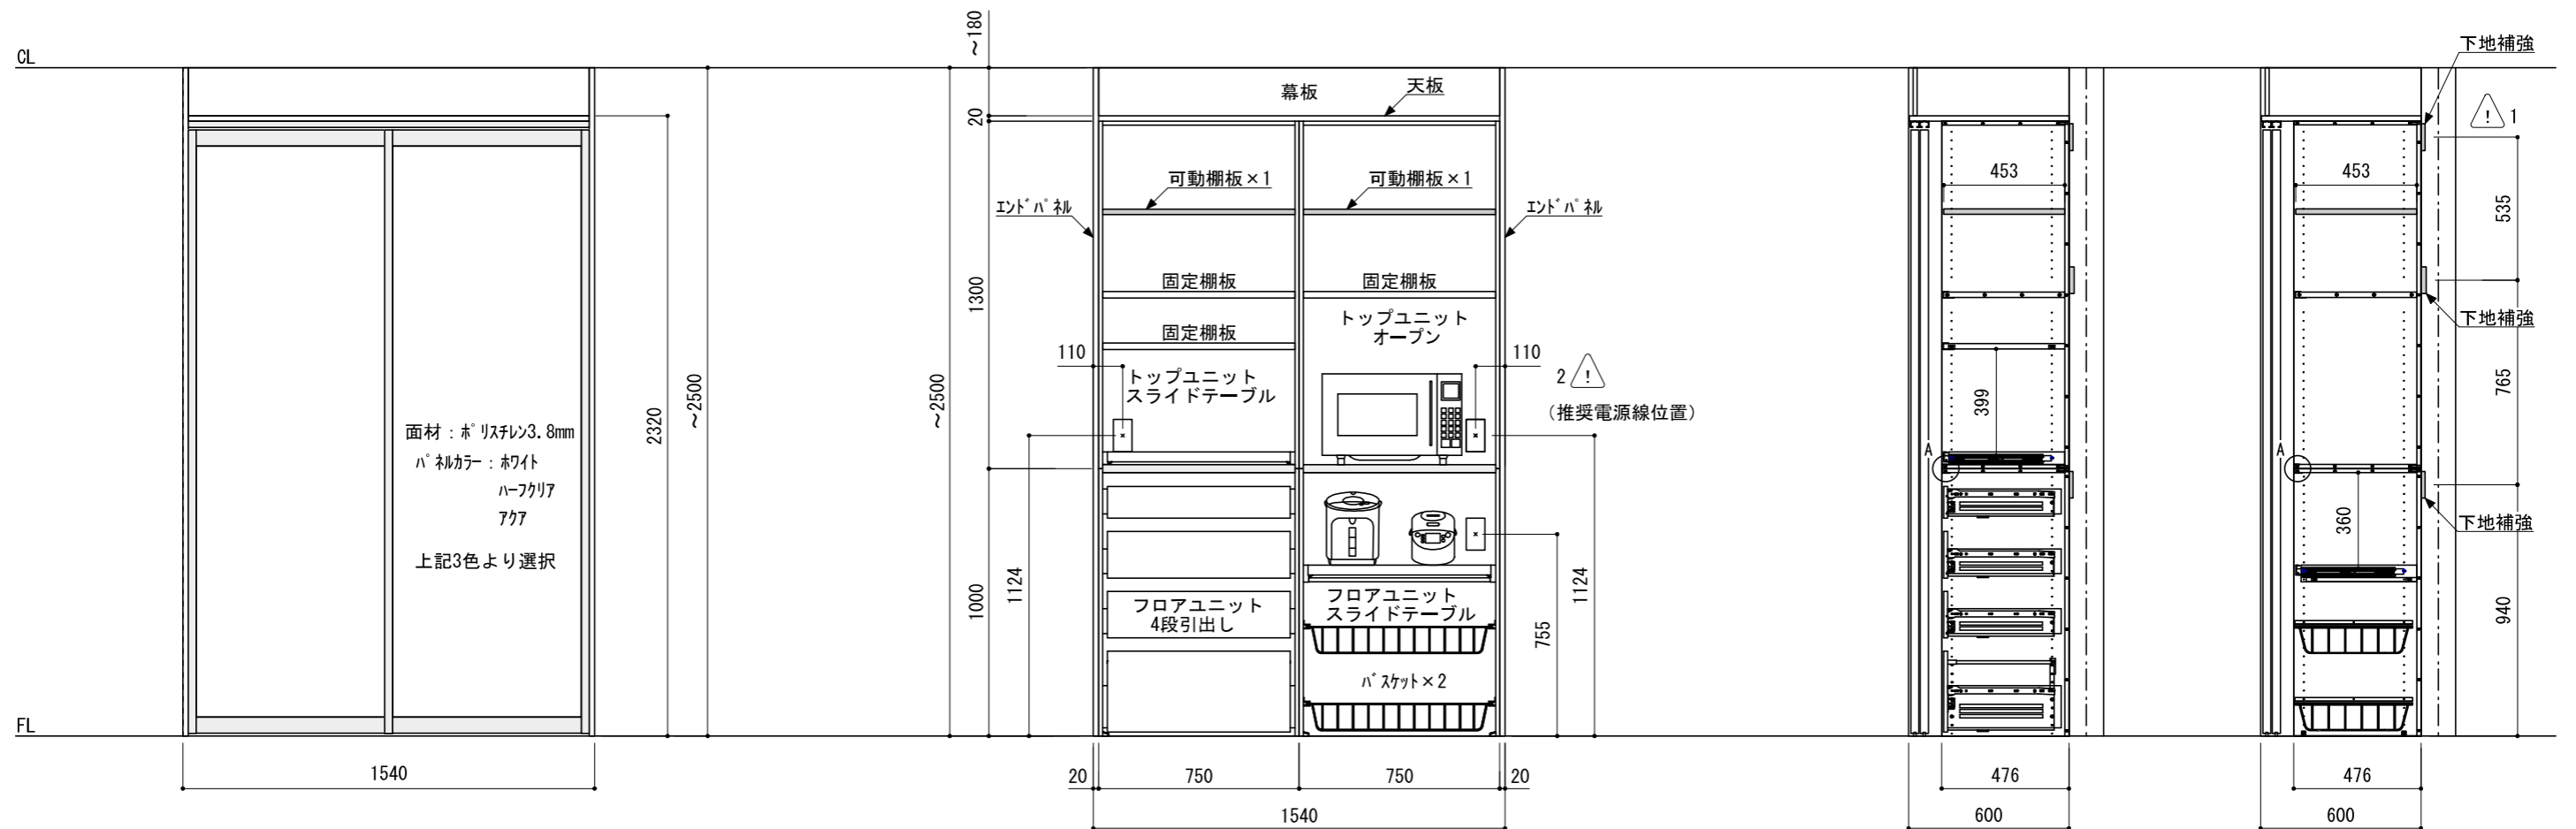 CL
FL
面材：ポリスチレン3.8mm
パネルカラー：ホワイト
ハーフクリア
アクア
上記3色より選択
2320
～2500
1540
～2500
～180
20
1300
1000
幕板
天板
エンドパネル
可動棚板×1
可動棚板×1
エンドパネル
固定棚板
固定棚板
固定棚板
トップユニット
オープン
110
トップユニット
スライドテーブル
110
2 !
（推奨電源線位置）
1124
フロアユニット
4段引出し
フロアユニット
スライドテーブル
バスケット×2
755
1124
20
750
750
20
1540
453
399
A
476
600
453
360
A
476
600
下地補強
! 1
535
下地補強
765
下地補強
940